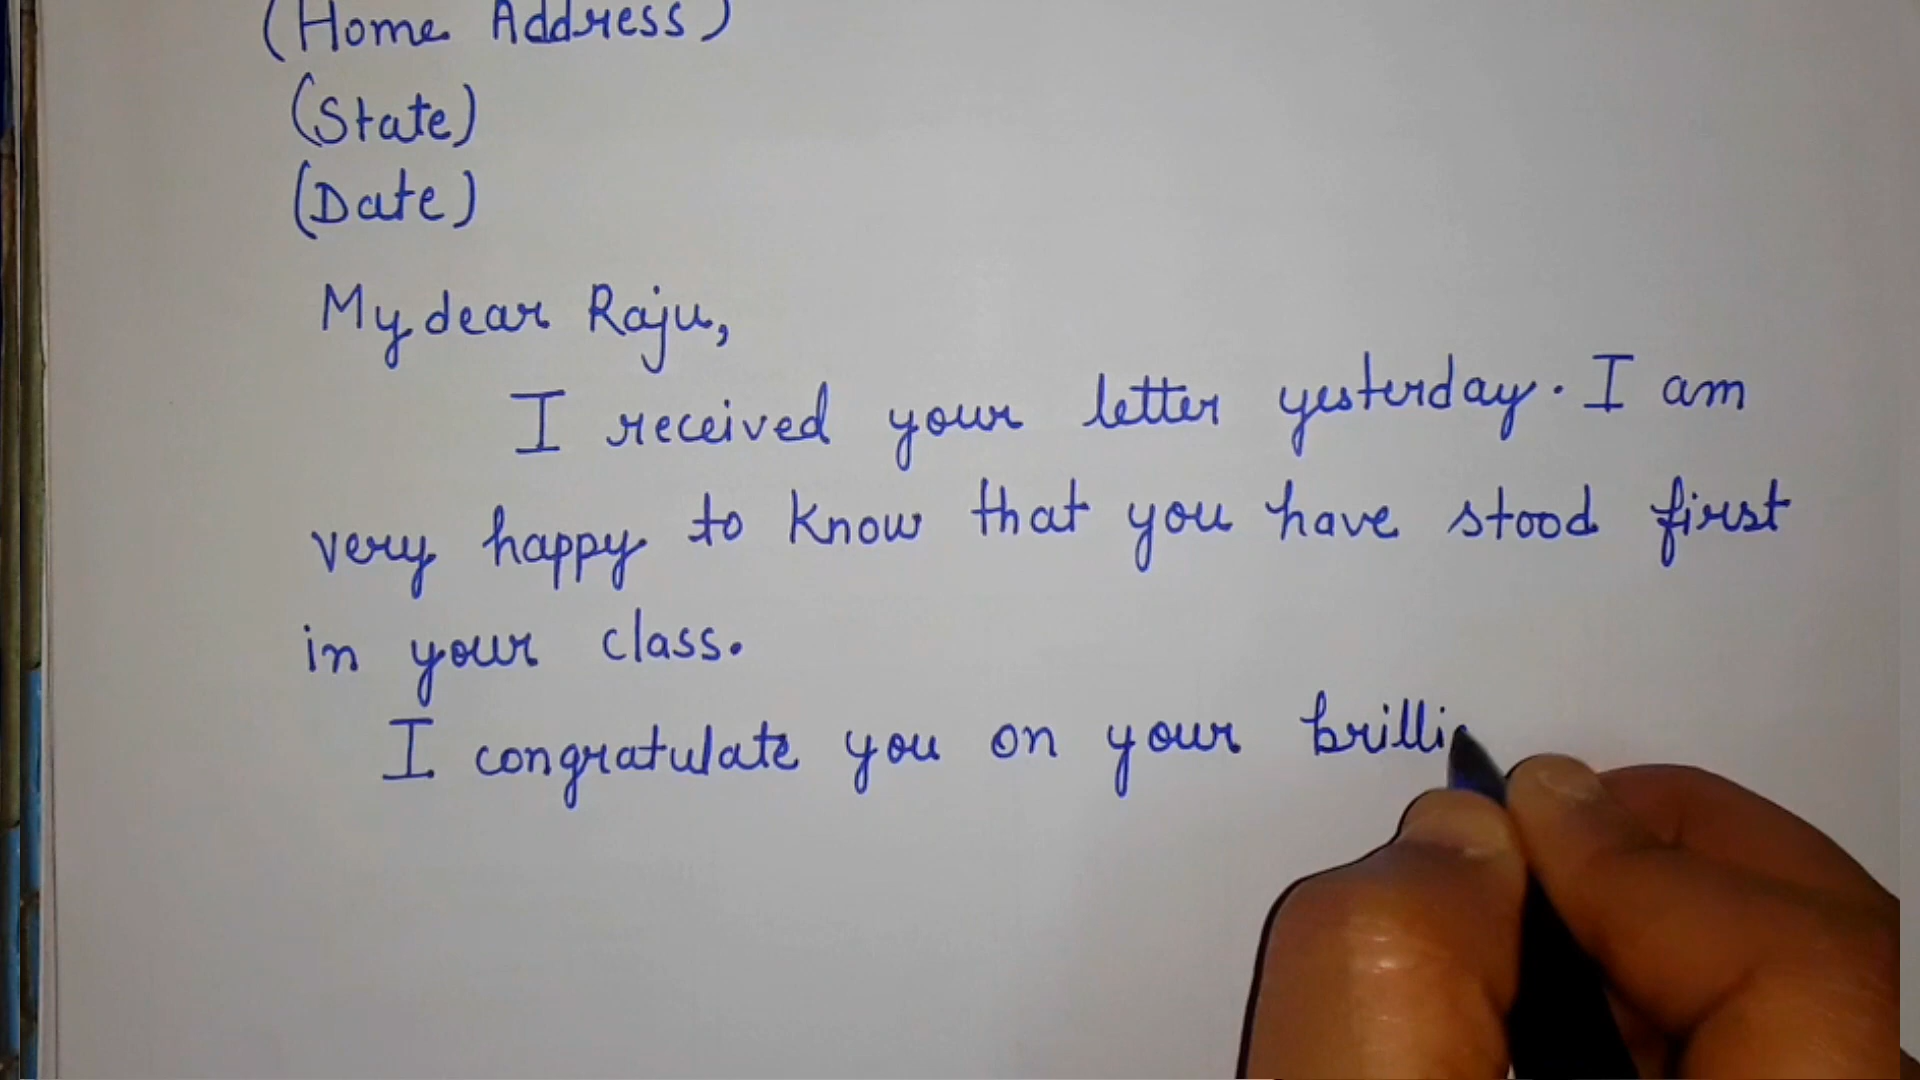 (Home Address)
(State)
(Date)
My dear Raju,
I received your letter yesterday. I am
very happy to know that you have stood first
in your class.
I congratulate you on your brilli